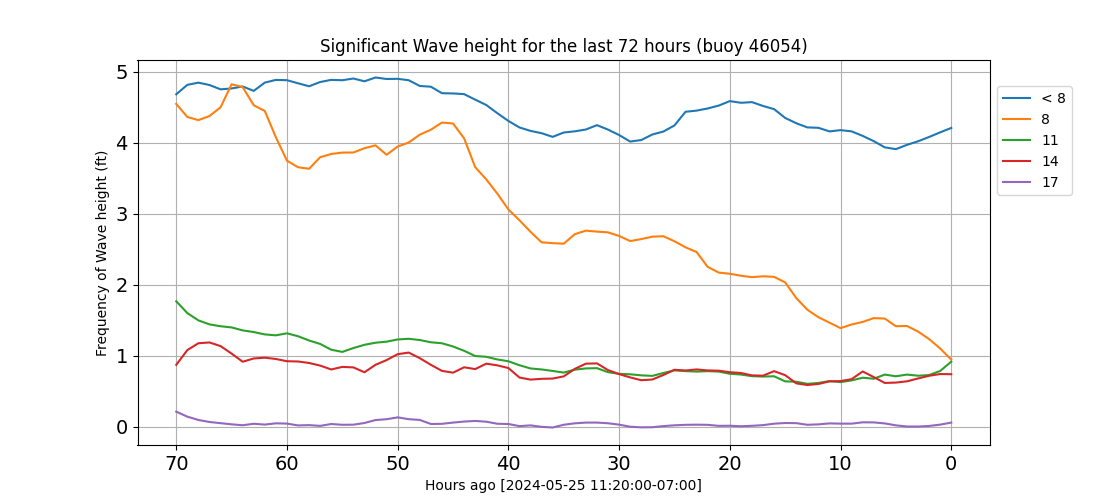 Significant Wave height for the last 72 hours (buoy 46054)
Frequency of Wave height (ft)
5
4
3
2
1
0
70 60 50 40 30 20 10 0
Hours ago [2024-05-25 11:20:00-07:00]
< 8
8
11
14
17